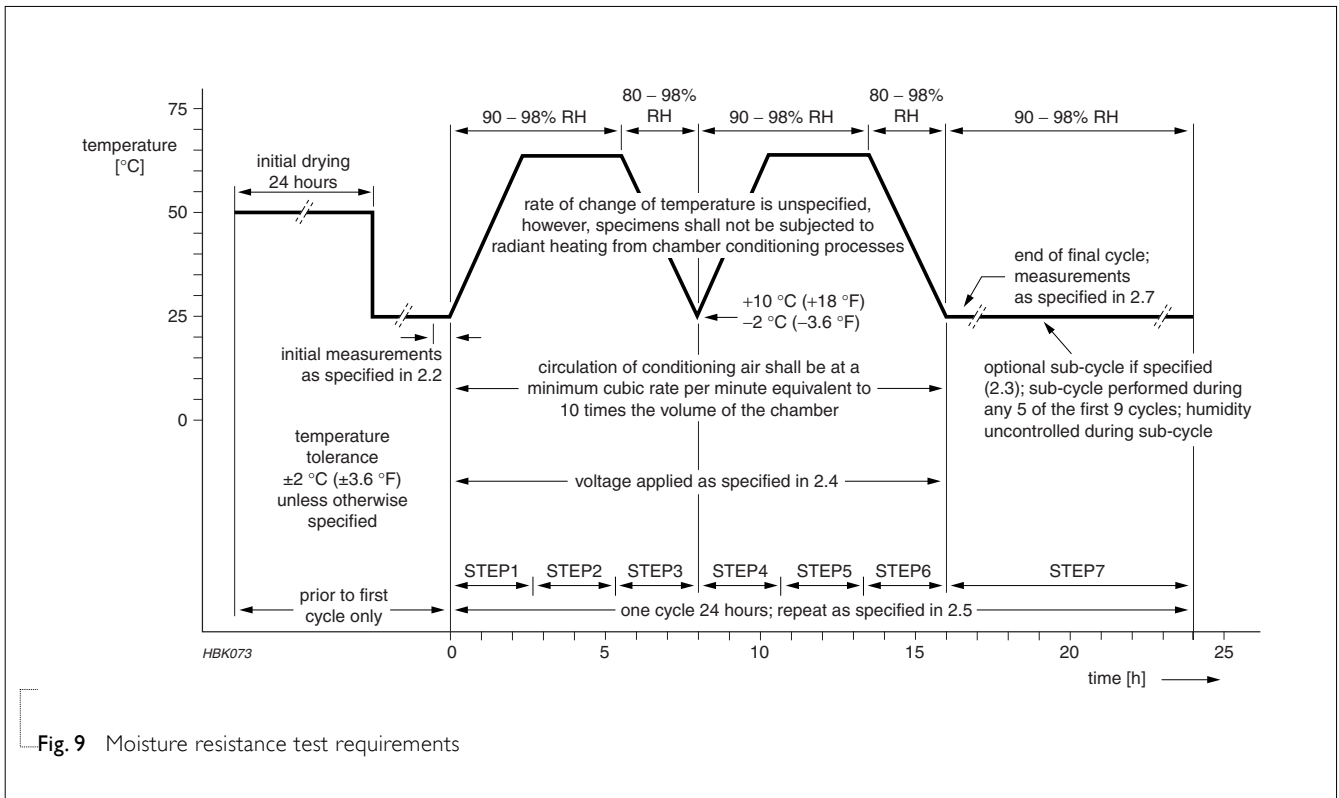 80 – 98%
RH
80 – 98%
RH
90 – 98% RH
90 – 98% RH
90 – 98% RH
75
50
25
0
temperature
[°C]
initial drying
24 hours
rate of change of temperature is unspecified,
however, specimens shall not be subjected to
radiant heating from chamber conditioning processes
end of final cycle;
measurements
as specified in 2.7
+10 °C (+18 °F)
−2 °C (−3.6 °F)
initial measurements
as specified in 2.2
circulation of conditioning air shall be at a
minimum cubic rate per minute equivalent to
10 times the volume of the chamber
optional sub-cycle if specified
(2.3); sub-cycle performed during
any 5 of the first 9 cycles; humidity
uncontrolled during sub-cycle
temperature
tolerance
±2 °C (±3.6 °F)
unless otherwise
specified
voltage applied as specified in 2.4
STEP1 STEP2 STEP3 STEP4 STEP5 STEP6 STEP7
prior to first
cycle only
one cycle 24 hours; repeat as specified in 2.5
HBK073
0 5 10 15 20 25
time [h]
Fig. 9 Moisture resistance test requirements